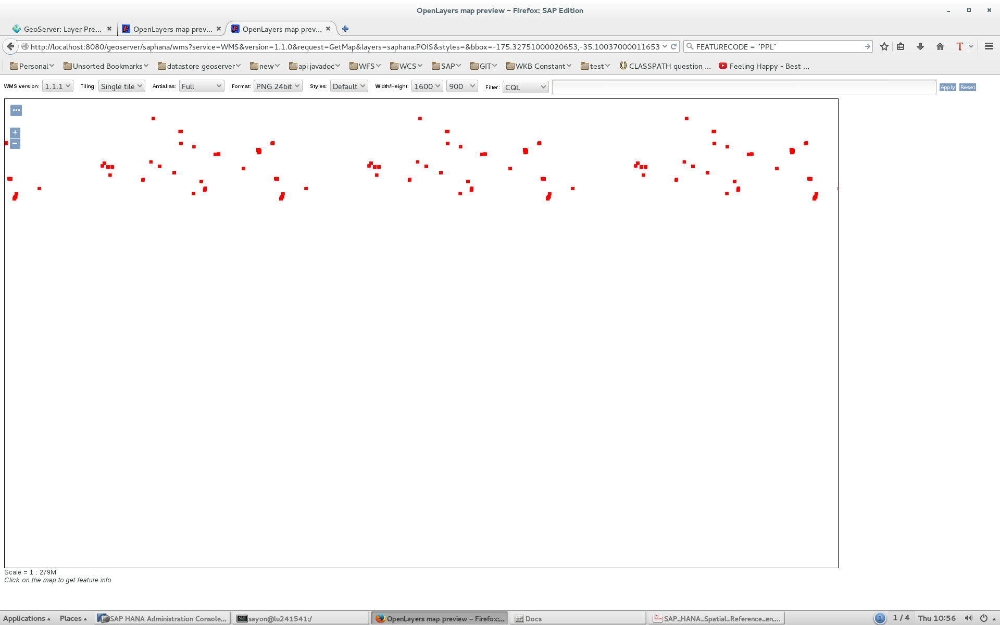 OpenLayers map preview – Firefox: SAP Edition
GeoServer: Layer Pre... OpenLayers map prev... OpenLayers map prev...
http://localhost:8080/geoserver/saphana/wms?service=WMS&version=1.1.0&request=GetMap&layers=saphana:POIS&styles=&bbox=-175.32751000020653,-35.10037000011653 FEATURECODE = "PPL"
Personal Unsorted Bookmarks datastore geoserver new api javadoc WFS WCS SAP GIT WKB Constant test CLASSPATH question ... Feeling Happy - Best ...
WMS version: 1.1.1 Tiling: Single tile Antialias: Full Format: PNG 24bit Styles: Default Width/Height: 1600 900 Filter: CQL Apply Reset
Scale = 1 : 279M
Click on the map to get feature info
Applications Places SAP HANA Administration Console... sayon@lu241541:/ OpenLayers map preview – Firefox:... Docs SAP_HANA_Spatial_Reference_en.... 1 1 / 4 Thu 10:56